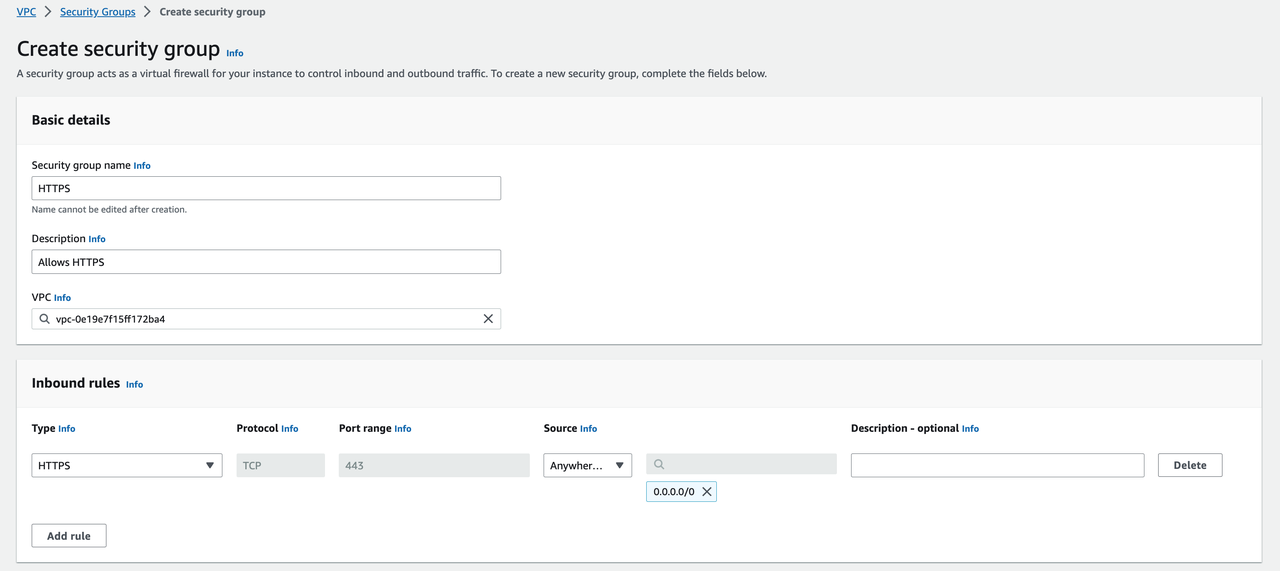 VPC > Security Groups > Create security group
Create security group Info
A security group acts as a virtual firewall for your instance to control inbound and outbound traffic. To create a new security group, complete the fields below.
Basic details
Security group name Info
HTTPS
Name cannot be edited after creation.
Description Info
Allows HTTPS
VPC Info
vpc-0e19e7f15ff172ba4
Inbound rules Info
Type Info Protocol Info Port range Info Source Info Description - optional Info
HTTPS TCP 443 Anywher... Delete
0.0.0.0/0
Add rule